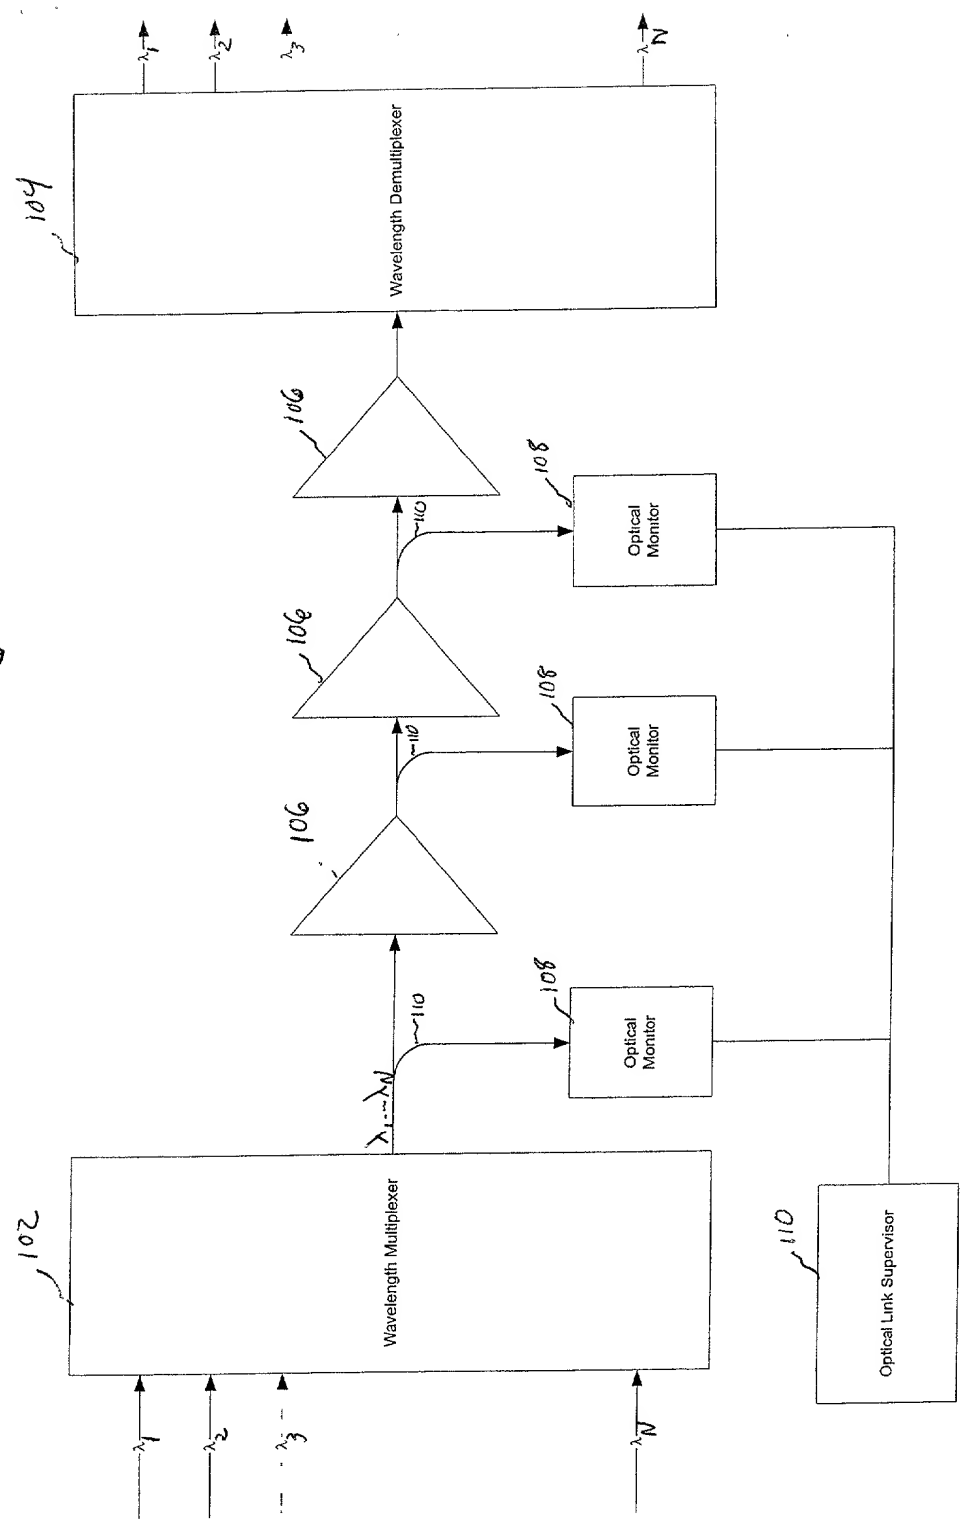 λ1
λ2
λ3
λN
104
Wavelength Demultiplexer
106
110
108
Optical
Monitor
106
110
108
Optical
Monitor
106
110
108
Optical
Monitor
λ1...λN
102
Wavelength Multiplexer
110
Optical Link Supervisor
λ1
λ2
λ3
λN